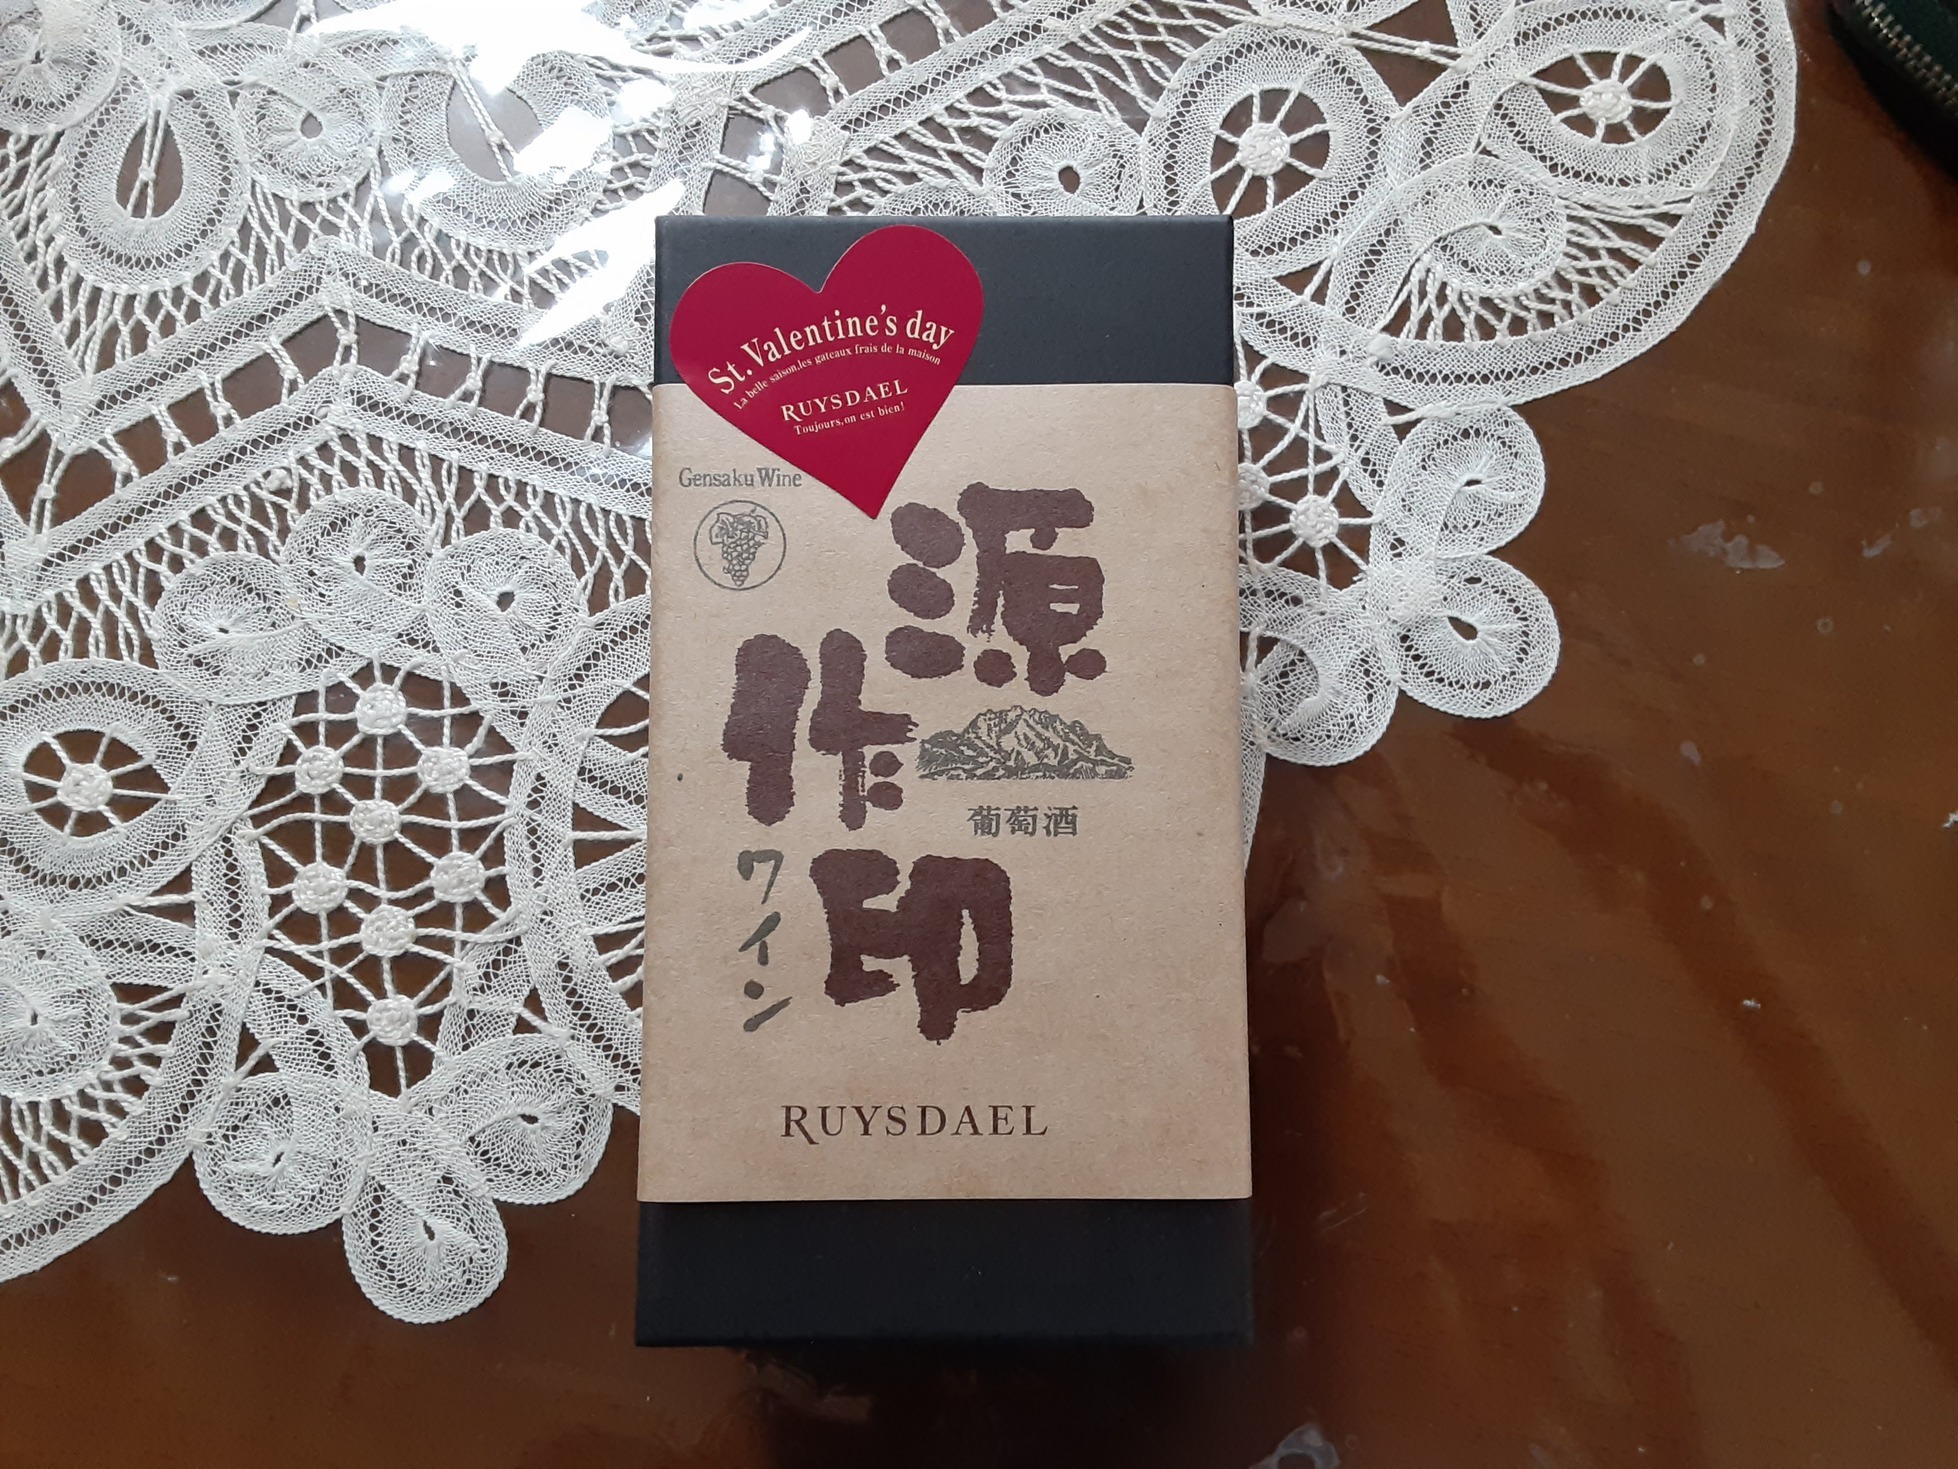 St. Valentine's day
La belle saison,les gateaux frais de la maison
RUYSDAEL
Toujours,on est bien!
Gensaku Wine
源作印
葡萄酒
ワイン
RUYSDAEL